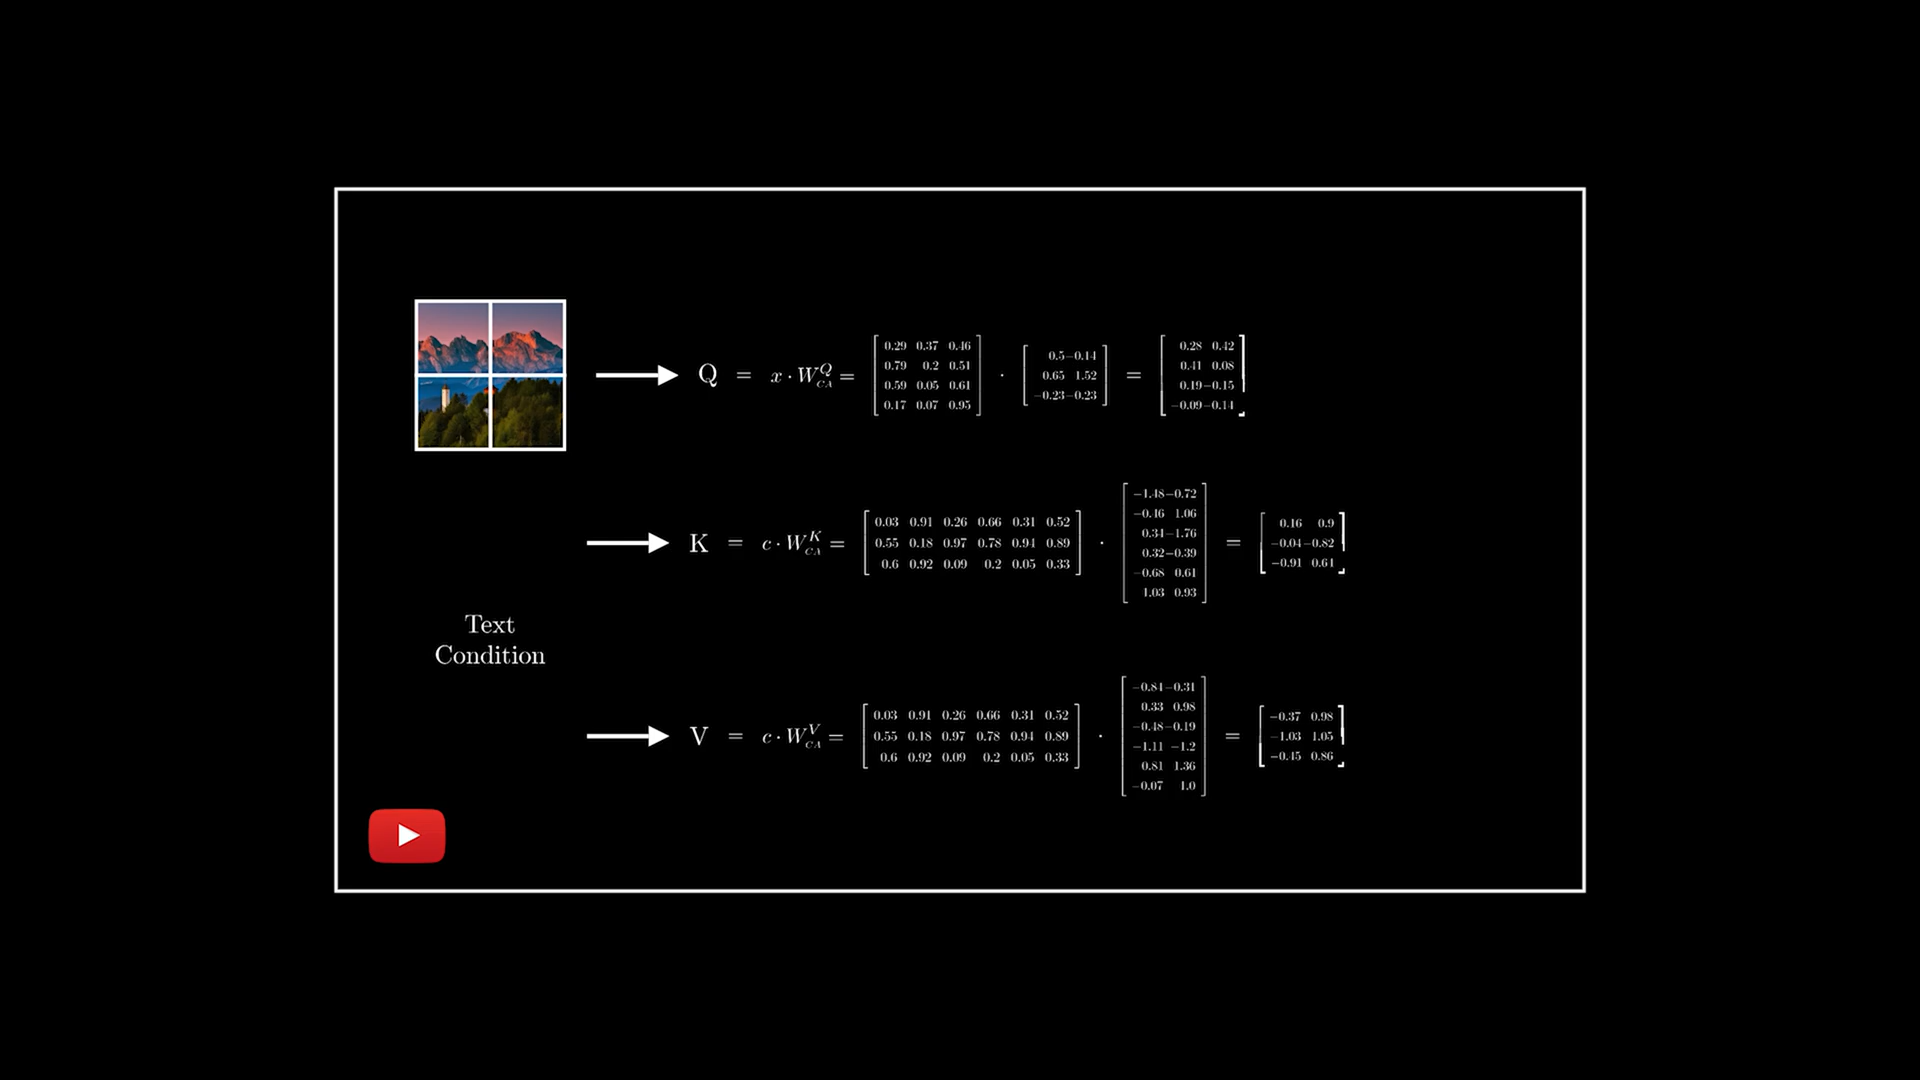 Q = x · W_{CA}^{Q} = [0.29 0.37 0.46; 0.79 0.2 0.51; 0.59 0.05 0.61; 0.17 0.07 0.95] · [0.5 −0.14; 0.65 1.52; −0.23 −0.23] = [0.28 0.42; 0.41 0.08; 0.19 −0.15; −0.09 −0.14]
K = c · W_{CA}^{K} = [0.03 0.91 0.26 0.66 0.31 0.52; 0.55 0.18 0.97 0.78 0.94 0.89; 0.6 0.92 0.09 0.2 0.05 0.33] · [−1.48 −0.72; −0.46 1.06; 0.34 −1.76; 0.32 −0.39; −0.68 0.61; 1.03 0.93] = [0.16 0.9; −0.04 −0.82; −0.91 0.61]
Text
Condition
V = c · W_{CA}^{V} = [0.03 0.91 0.26 0.66 0.31 0.52; 0.55 0.18 0.97 0.78 0.94 0.89; 0.6 0.92 0.09 0.2 0.05 0.33] · [−0.84 −0.31; 0.33 0.98; −0.48 −0.19; −1.11 −1.2; 0.81 1.36; −0.07 1.0] = [−0.37 0.98; −1.03 1.05; −0.45 0.86]